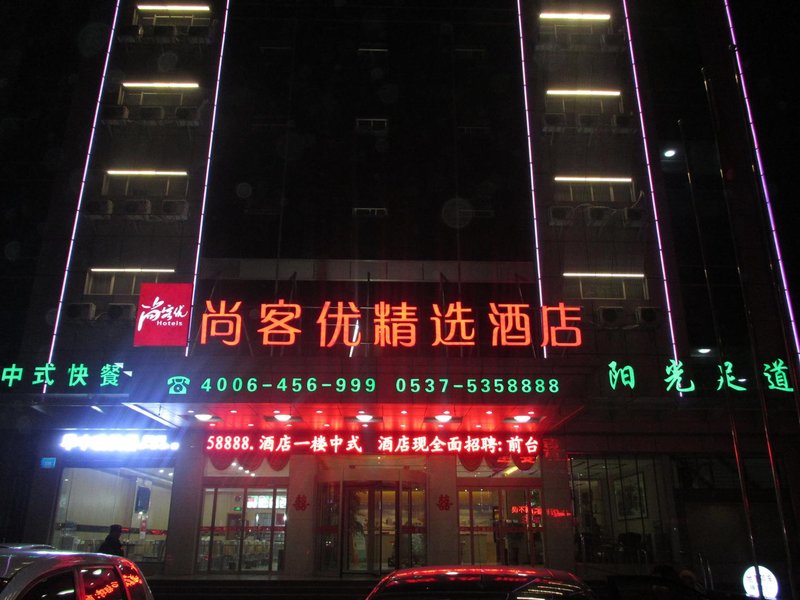 尚客优
Hotels
尚客优精选酒店
中式快餐
☎ 4006-456-999 0537-5358888
阳光足道
58888.酒店一楼中式 酒店现全面招聘:前台
囍
囍